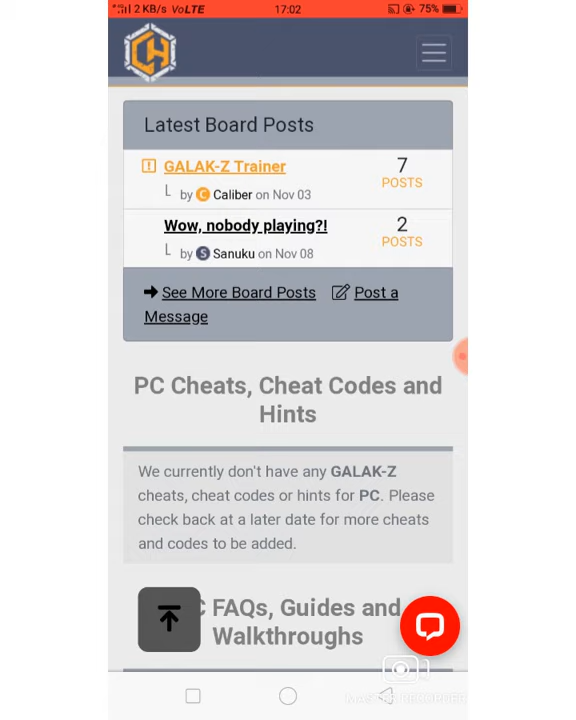 2 KB/s VoLTE 17:02 75%
CH
Latest Board Posts
GALAK-Z Trainer 7
POSTS
by C Caliber on Nov 03
Wow, nobody playing?! 2
POSTS
by S Sanuku on Nov 08
See More Board Posts Post a
Message
PC Cheats, Cheat Codes and
Hints
We currently don't have any GALAK-Z
cheats, cheat codes or hints for PC. Please
check back at a later date for more cheats
and codes to be added.
C FAQs, Guides and
Walkthroughs